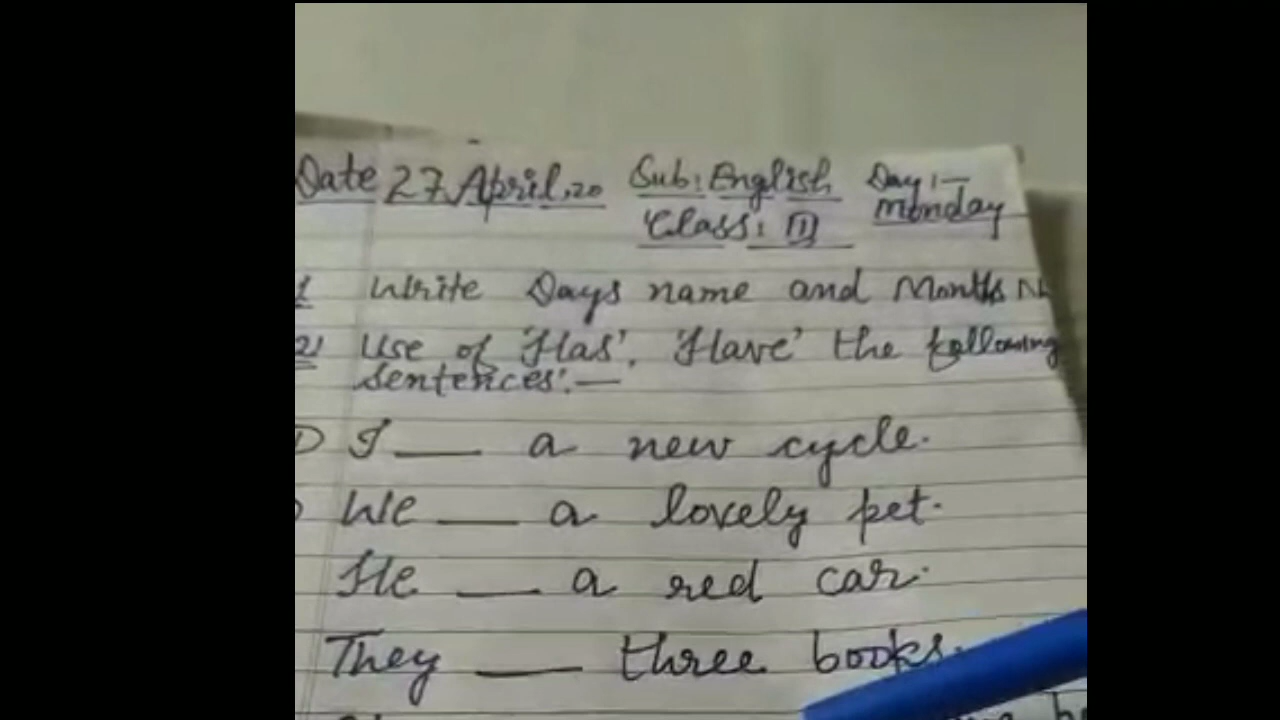 Date 27 April.20 Sub: English Day:—
Class: III Monday
1 Write Days name and Months
2) Use of 'Has', 'Have' the following
sentences:—
1) I ___ a new cycle.
We ___ a lovely pet.
He ___ a red car.
They ___ three books.